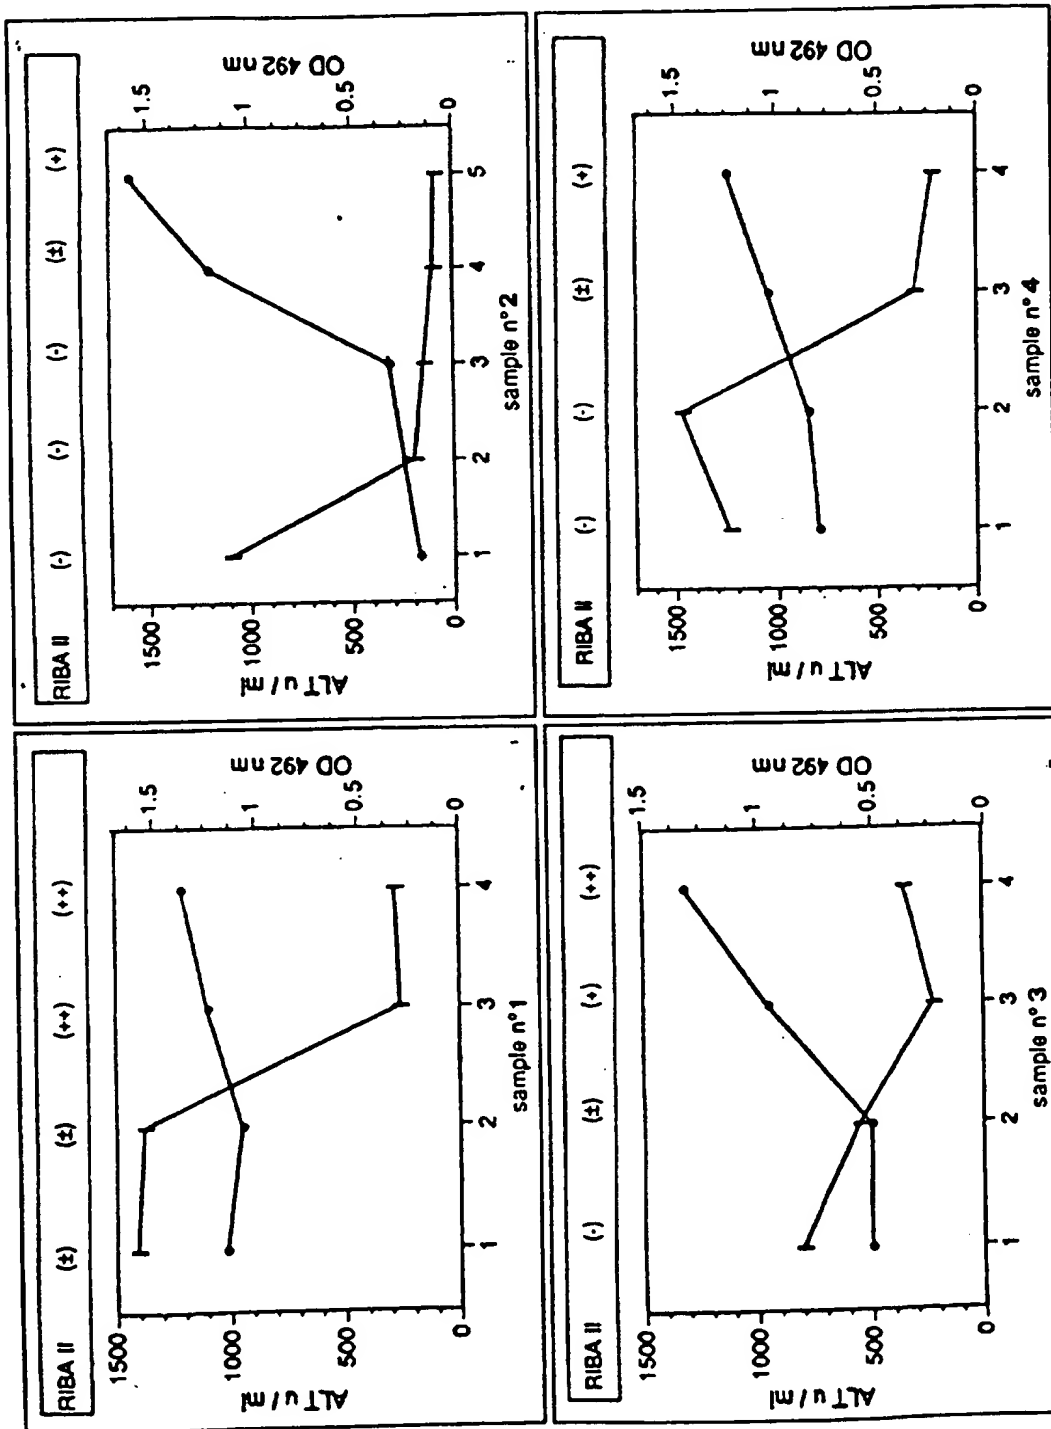 RIBA II (±) (±) (++) (++)
ALT u / ml
1500
1000
500
0
OD 492 nm
1.5
1
0.5
0
1 2 3 4
sample n°1
RIBA II (-) (-) (-) (±) (+)
ALT u / ml
1500
1000
500
0
OD 492 nm
1.5
1
0.5
0
1 2 3 4 5
sample n°2
RIBA II (-) (±) (+) (++)
ALT u / ml
1500
1000
500
0
OD 492 nm
1.5
1
0.5
0
1 2 3 4
sample n°3
RIBA II (-) (-) (±) (+)
ALT u / ml
1500
1000
500
0
OD 492 nm
1.5
1
0.5
0
1 2 3 4
sample n°4